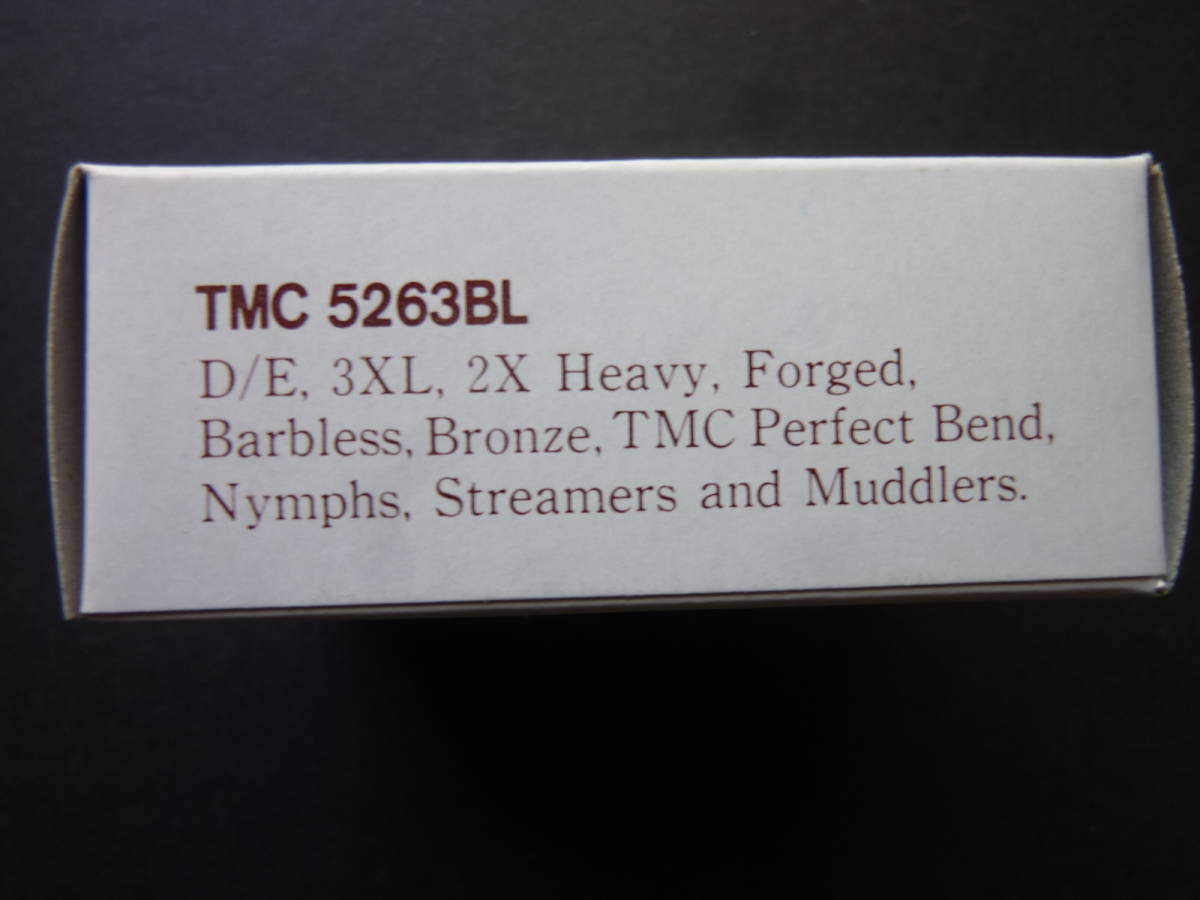 TMC 5263BL
D/E, 3XL, 2X Heavy, Forged,
Barbless, Bronze, TMC Perfect Bend,
Nymphs, Streamers and Muddlers.